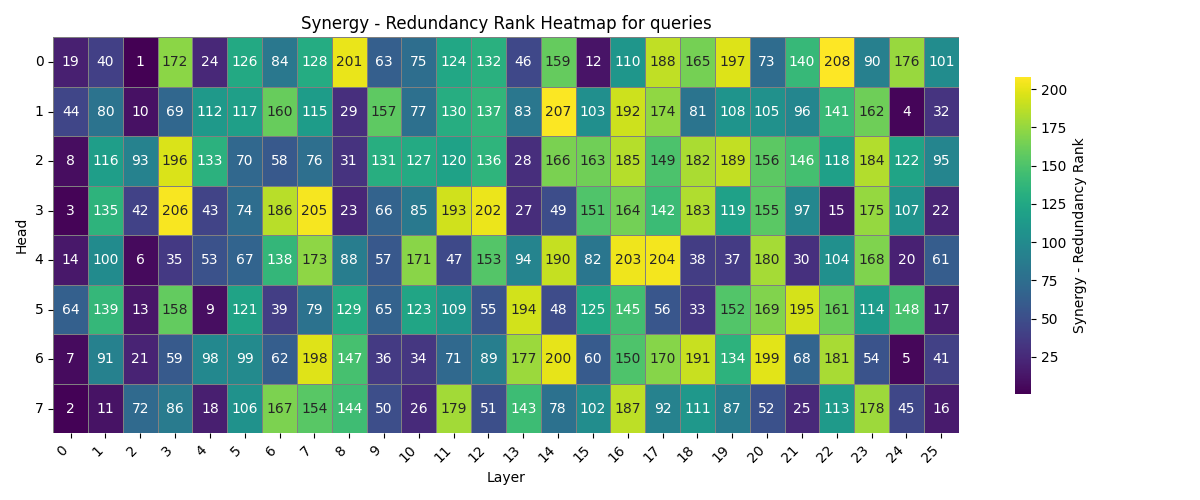 Synergy - Redundancy Rank Heatmap for queries
Head
0 19 40 1 172 24 126 84 128 201 63 75 124 132 46 159 12 110 188 165 197 73 140 208 90 176 101
1 44 80 10 69 112 117 160 115 29 157 77 130 137 83 207 103 192 174 81 108 105 96 141 162 4 32
2 8 116 93 196 133 70 58 76 31 131 127 120 136 28 166 163 185 149 182 189 156 146 118 184 122 95
3 3 135 42 206 43 74 186 205 23 66 85 193 202 27 49 151 164 142 183 119 155 97 15 175 107 22
4 14 100 6 35 53 67 138 173 88 57 171 47 153 94 190 82 203 204 38 37 180 30 104 168 20 61
5 64 139 13 158 9 121 39 79 129 65 123 109 55 194 48 125 145 56 33 152 169 195 161 114 148 17
6 7 91 21 59 98 99 62 198 147 36 34 71 89 177 200 60 150 170 191 134 199 68 181 54 5 41
7 2 11 72 86 18 106 167 154 144 50 26 179 51 143 78 102 187 92 111 87 52 25 113 178 45 16
0 1 2 3 4 5 6 7 8 9 10 11 12 13 14 15 16 17 18 19 20 21 22 23 24 25
Layer
200
175
150
125
100
75
50
25
Synergy - Redundancy Rank